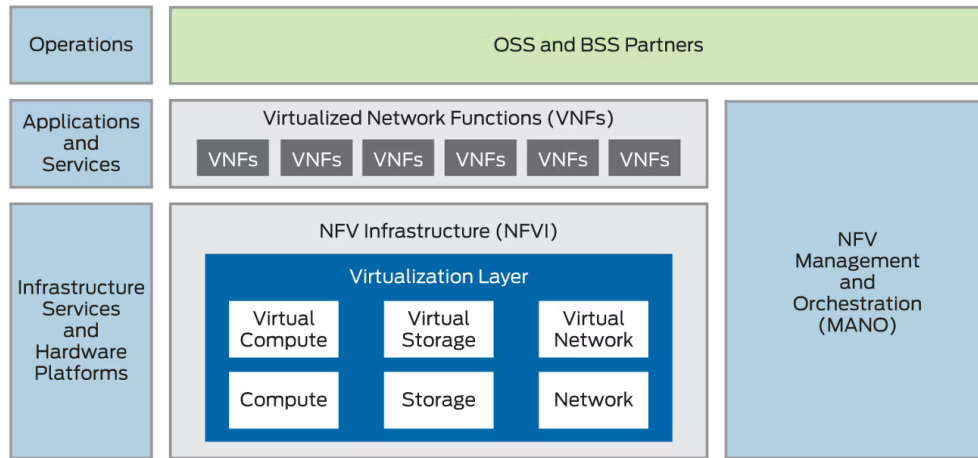 Operations
OSS and BSS Partners
Applications
and
Services
Virtualized Network Functions (VNFs)
VNFs VNFs VNFs VNFs VNFs VNFs
Infrastructure
Services
and
Hardware
Platforms
NFV Infrastructure (NFVI)
Virtualization Layer
Virtual
Compute
Virtual
Storage
Virtual
Network
Compute
Storage
Network
NFV
Management
and
Orchestration
(MANO)